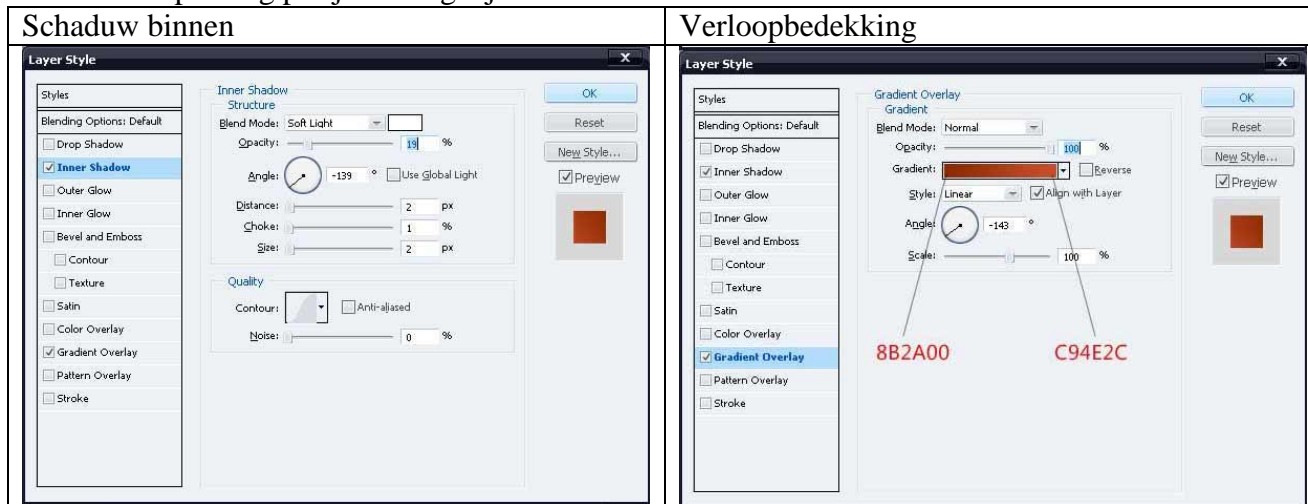 Schaduw binnen
Layer Style
X
Styles
Blending Options: Default
Drop Shadow
Inner Shadow
Outer Glow
Inner Glow
Bevel and Emboss
Contour
Texture
Satin
Color Overlay
Gradient Overlay
Pattern Overlay
Stroke
Inner Shadow
Structure
Blend Mode: Soft Light
Opacity: 19 %
Angle: -139 ° Use Global Light
Distance: 2 px
Choke: 1 %
Size: 2 px
Quality
Contour: Anti-aliased
Noise: 0 %
OK
Reset
New Style...
Preview
Verloopbedekking
Layer Style
X
Styles
Blending Options: Default
Drop Shadow
Inner Shadow
Outer Glow
Inner Glow
Bevel and Emboss
Contour
Texture
Satin
Color Overlay
Gradient Overlay
Pattern Overlay
Stroke
Gradient Overlay
Gradient
Blend Mode: Normal
Opacity: 100 %
Gradient: Reverse
Style: Linear Align with Layer
Angle: -143 °
Scale: 100 %
8B2A00 C94E2C
OK
Reset
New Style...
Preview